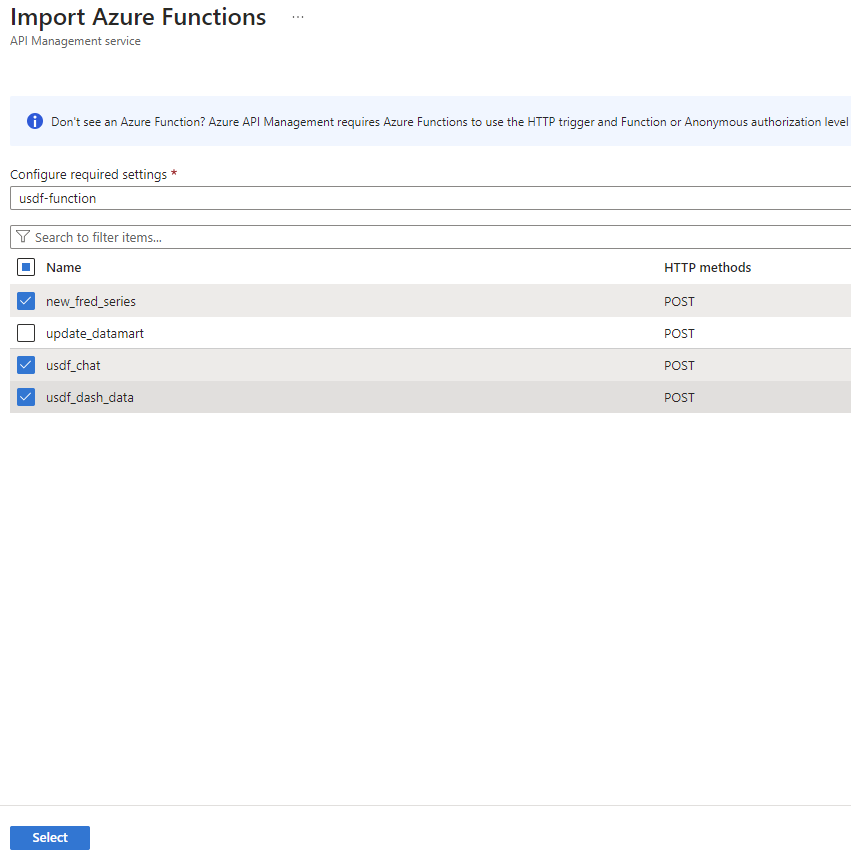 Import Azure Functions ...
API Management service
Don't see an Azure Function? Azure API Management requires Azure Functions to use the HTTP trigger and Function or Anonymous authorization level
Configure required settings *
usdf-function
Search to filter items...
Name HTTP methods
new_fred_series POST
update_datamart POST
usdf_chat POST
usdf_dash_data POST
Select